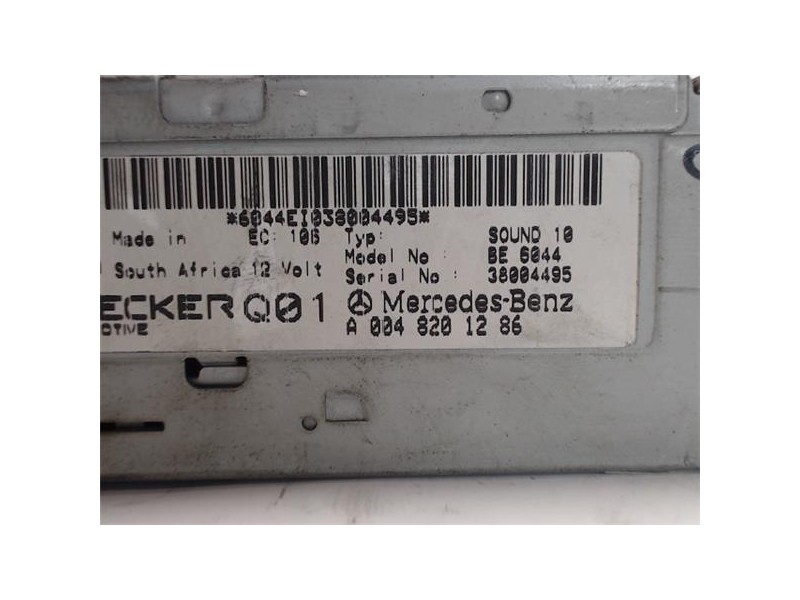 *6044EI038004495*
Made in EC: 106 Typ: SOUND 10
Model No : BE 6044
South Africa 12 Volt Serial No : 38004495
ECKER Q01 Mercedes-Benz
OTIVE A 004 820 12 86